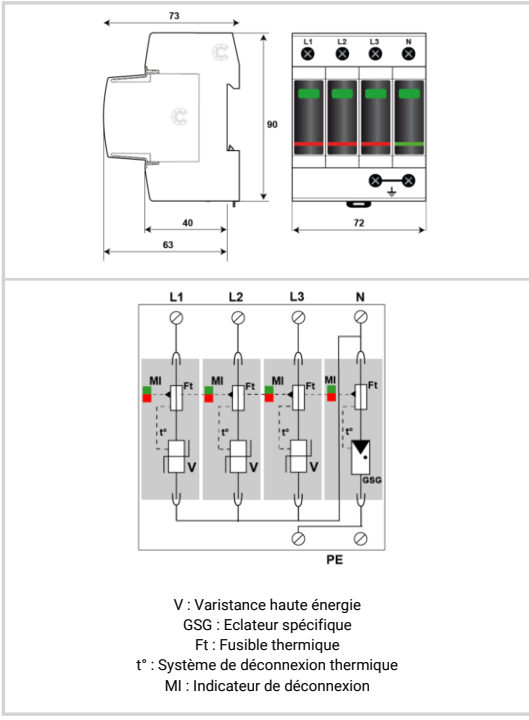 73
L1 L2 L3 N
C
C
90
40
63
72
L1 L2 L3 N
MI Ft MI Ft MI Ft MI Ft
t° t° t° t°
V V V
GSG
PE
V : Varistance haute énergie
GSG : Eclateur spécifique
Ft : Fusible thermique
t° : Système de déconnexion thermique
MI : Indicateur de déconnexion